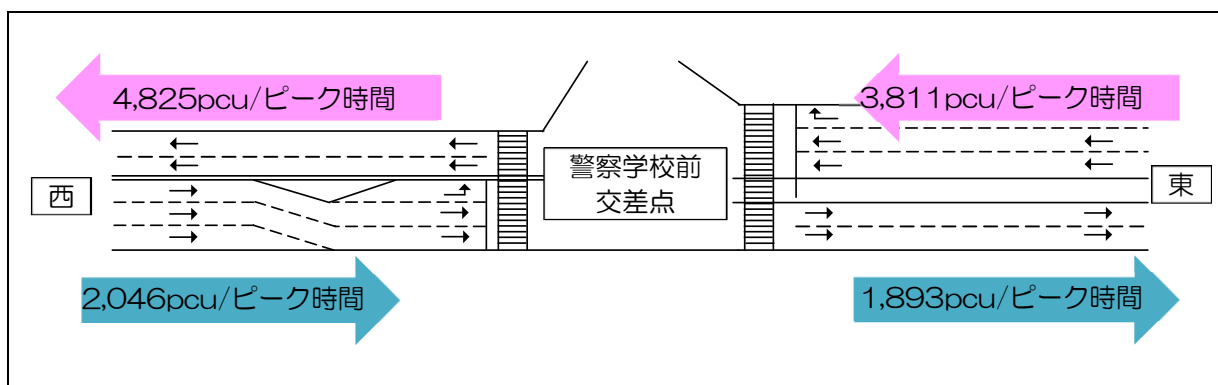 4,825pcu/ピーク時間
3,811pcu/ピーク時間
西
警察学校前
交差点
東
2,046pcu/ピーク時間
1,893pcu/ピーク時間